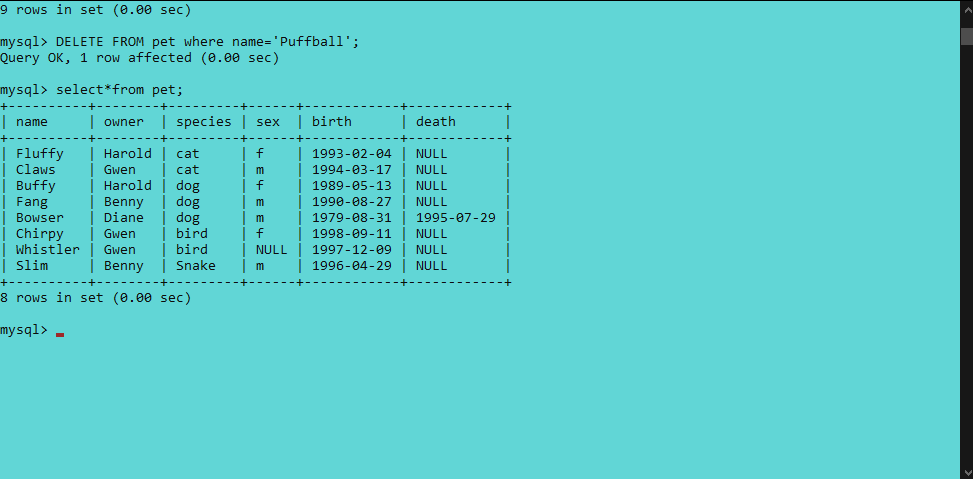 9 rows in set (0.00 sec)
mysql> DELETE FROM pet where name='Puffball';
Query OK, 1 row affected (0.00 sec)
mysql> select*from pet;
+----------+--------+---------+------+------------+------------+
| name     | owner  | species | sex  | birth      | death      |
+----------+--------+---------+------+------------+------------+
| Fluffy   | Harold | cat     | f    | 1993-02-04 | NULL       |
| Claws    | Gwen   | cat     | m    | 1994-03-17 | NULL       |
| Buffy    | Harold | dog     | f    | 1989-05-13 | NULL       |
| Fang     | Benny  | dog     | m    | 1990-08-27 | NULL       |
| Bowser   | Diane  | dog     | m    | 1979-08-31 | 1995-07-29 |
| Chirpy   | Gwen   | bird    | f    | 1998-09-11 | NULL       |
| Whistler | Gwen   | bird    | NULL | 1997-12-09 | NULL       |
| Slim     | Benny  | Snake   | m    | 1996-04-29 | NULL       |
+----------+--------+---------+------+------------+------------+
8 rows in set (0.00 sec)
mysql>